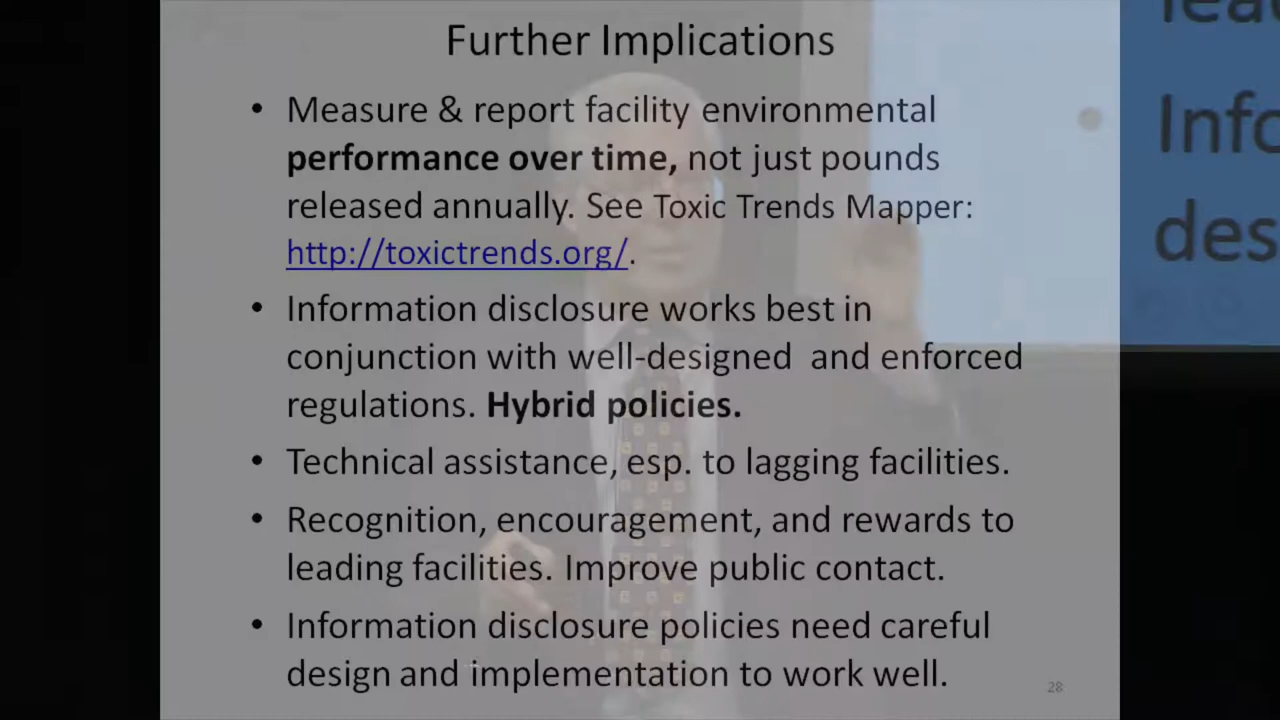 Further Implications
• Measure & report facility environmental
performance over time, not just pounds
released annually. See Toxic Trends Mapper:
http://toxictrends.org/.
• Information disclosure works best in
conjunction with well-designed and enforced
regulations. Hybrid policies.
• Technical assistance, esp. to lagging facilities.
• Recognition, encouragement, and rewards to
leading facilities. Improve public contact.
• Information disclosure policies need careful
design and implementation to work well.
28